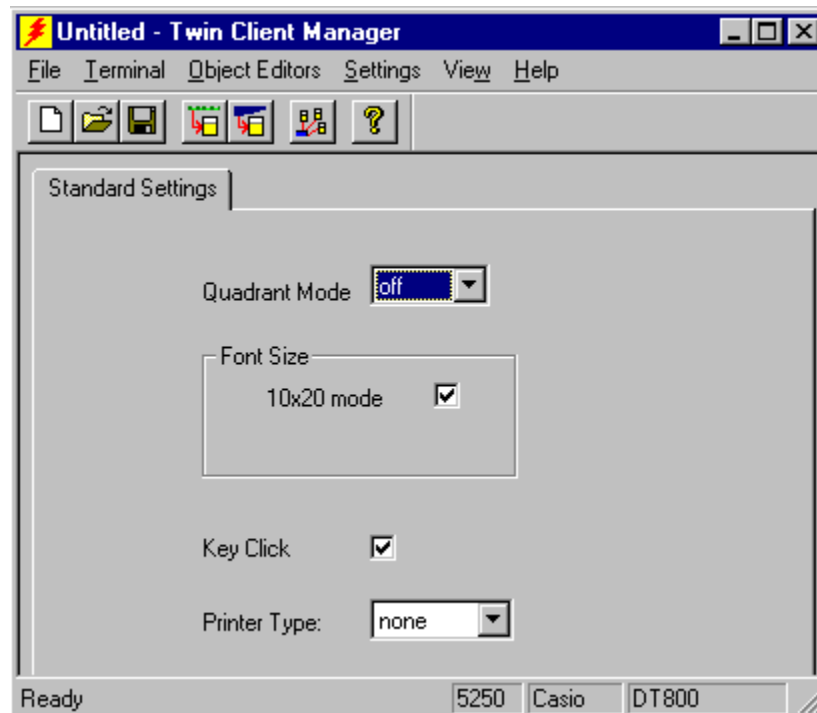 Untitled - Twin Client Manager
File Terminal Object Editors Settings View Help
Standard Settings
Quadrant Mode off
Font Size
10x20 mode
Key Click
Printer Type: none
Ready 5250 Casio DT800